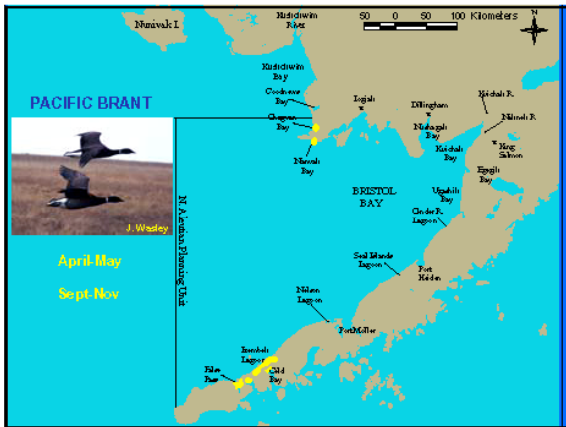 Nunivak I.
Kuskokwim
River
50 0 50 100 Kilometers
N
Kuskokwim
Bay
Goodnews
Bay
Togiak
Dillingham
Kvichak R.
PACIFIC BRANT
Chagvan
Bay
Nushagak
Bay
Naknek R.
Kvichak
Bay
King
Salmon
Nanvak
Bay
Egegik
Bay
BRISTOL
BAY
Ugashik
Bay
J. Wasley
Cinder R.
Lagoon
N. Aleutian Planning Unit
April-May
Seal Islands
Lagoon
Port
Heiden
Sept-Nov
Nelson
Lagoon
Port Moller
Izembek
Lagoon
False
Pass
Cold
Bay